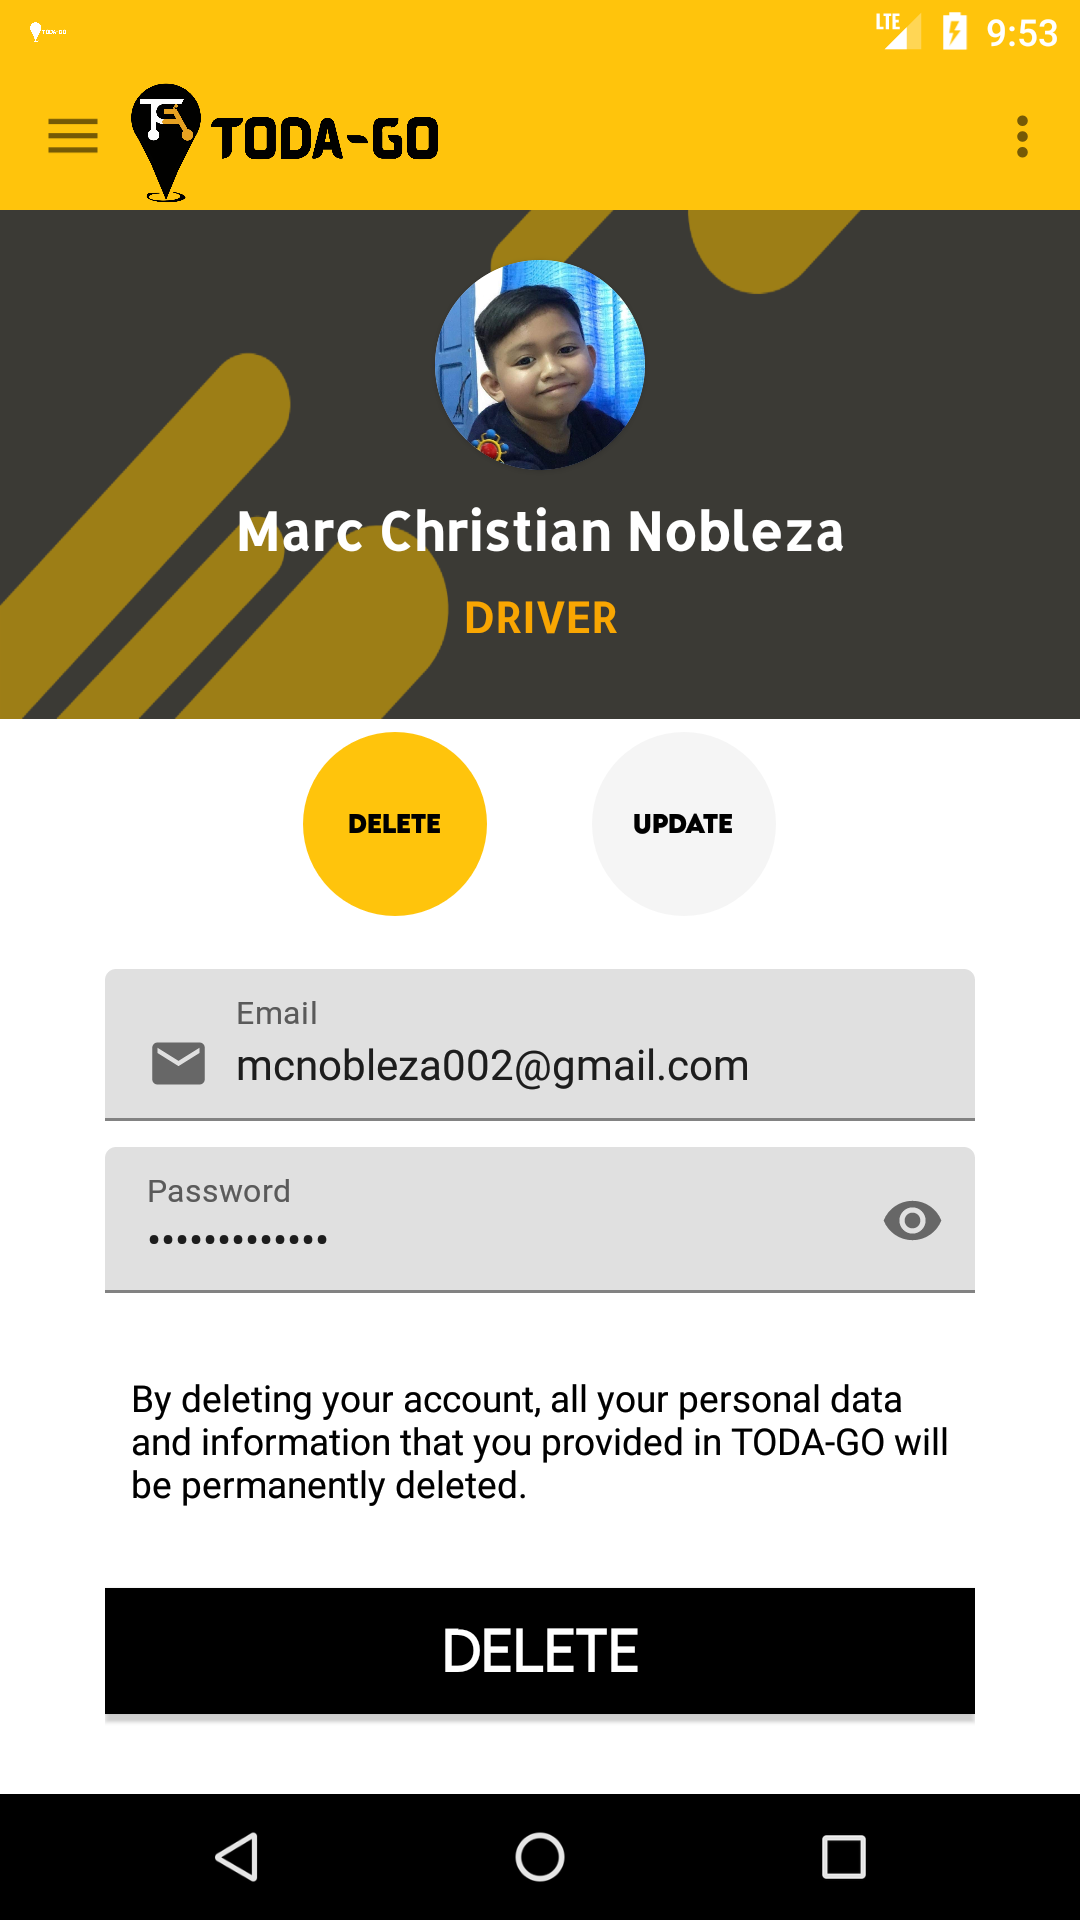 LTE 9:53
TODA-GO
Marc Christian Nobleza
DRIVER
DELETE UPDATE
Email
mcnobleza002@gmail.com
Password
•••••••••••••
By deleting your account, all your personal data
and information that you provided in TODA-GO will
be permanently deleted.
DELETE